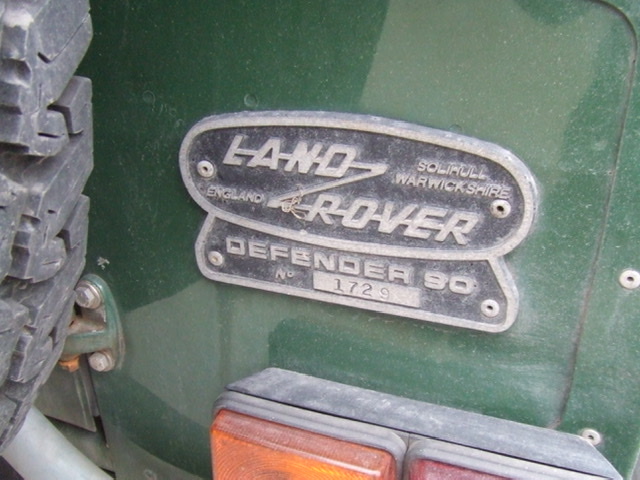 LAND ROVER
SOLIHULL
WARWICKSHIRE
ENGLAND
DEFENDER 90
No 1729